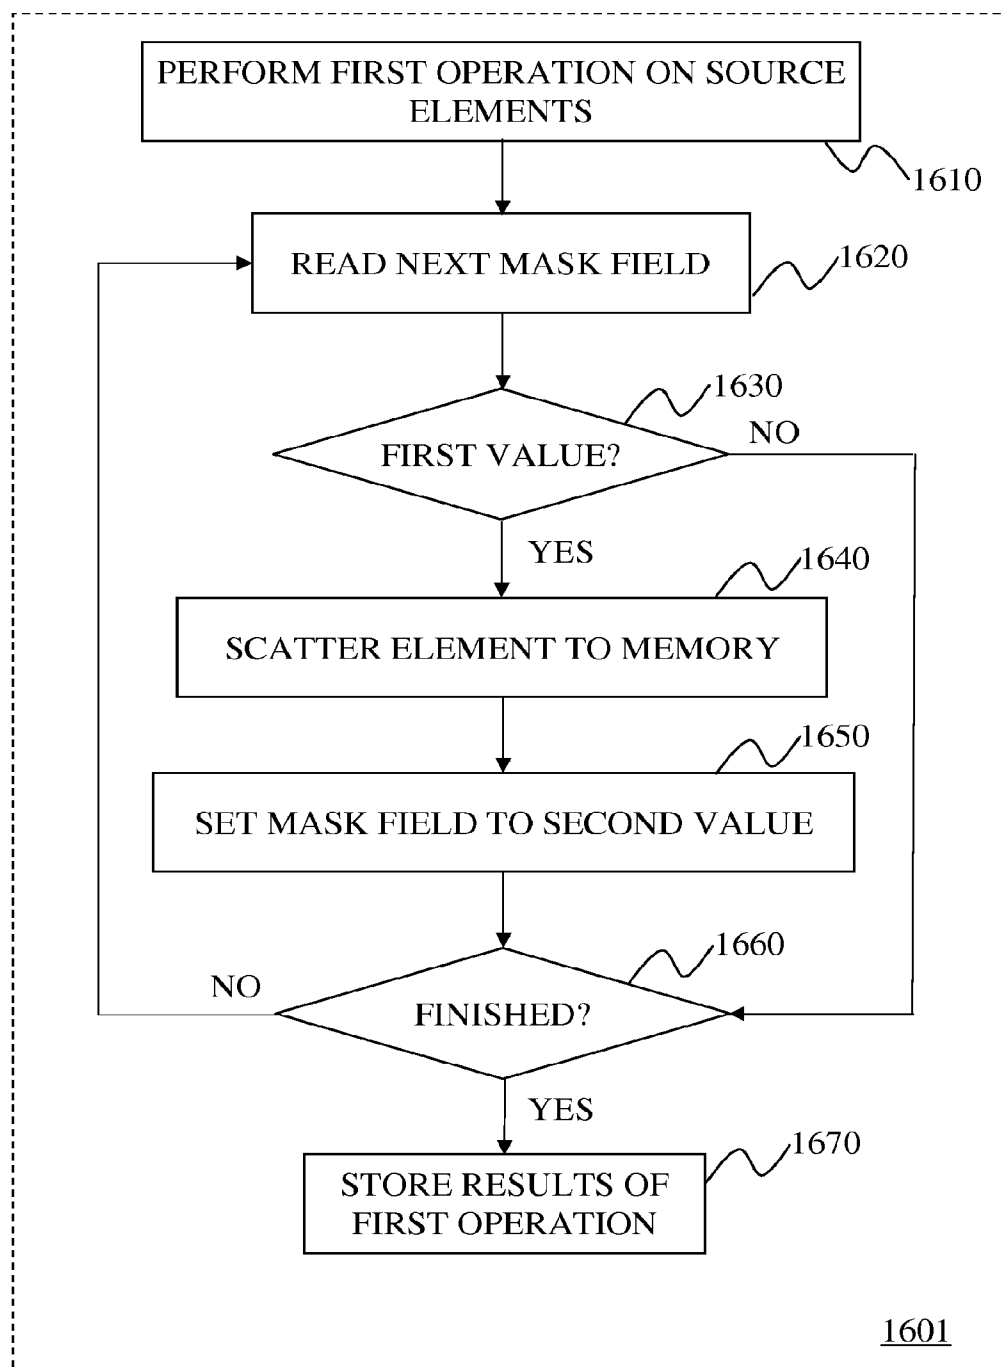 PERFORM FIRST OPERATION ON SOURCE
ELEMENTS
1610
READ NEXT MASK FIELD
1620
1630
FIRST VALUE?
NO
YES
1640
SCATTER ELEMENT TO MEMORY
1650
SET MASK FIELD TO SECOND VALUE
1660
NO
FINISHED?
YES
1670
STORE RESULTS OF
FIRST OPERATION
1601